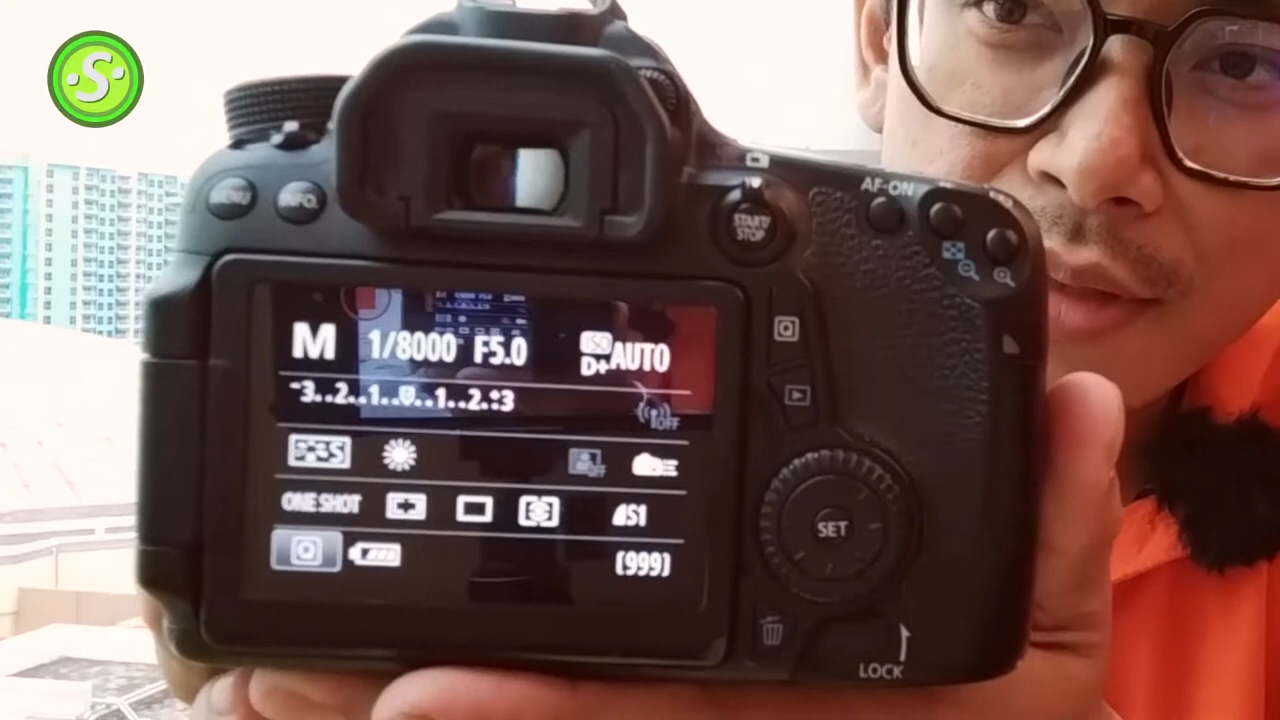 S
MENU
INFO.
AF-ON
START/
STOP
Q
M 1/8000 F5.0 ISO AUTO
D+
-3..2..1..0..1..2..+3
OFF
S OFF
ONE SHOT S1
Q [999]
SET
LOCK